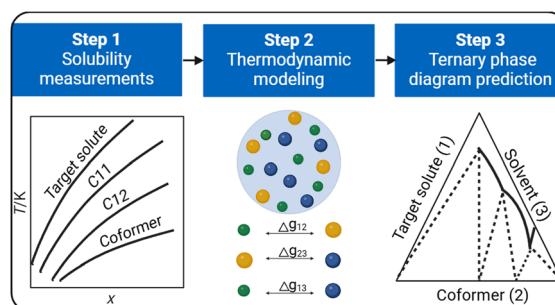 Step 1
Solubility
measurements
Step 2
Thermodynamic
modeling
Step 3
Ternary phase
diagram prediction
T/K
Target solute
C11
C12
Coformer
x
Δg12
Δg23
Δg13
Target solute (1)
Solvent (3)
Coformer (2)